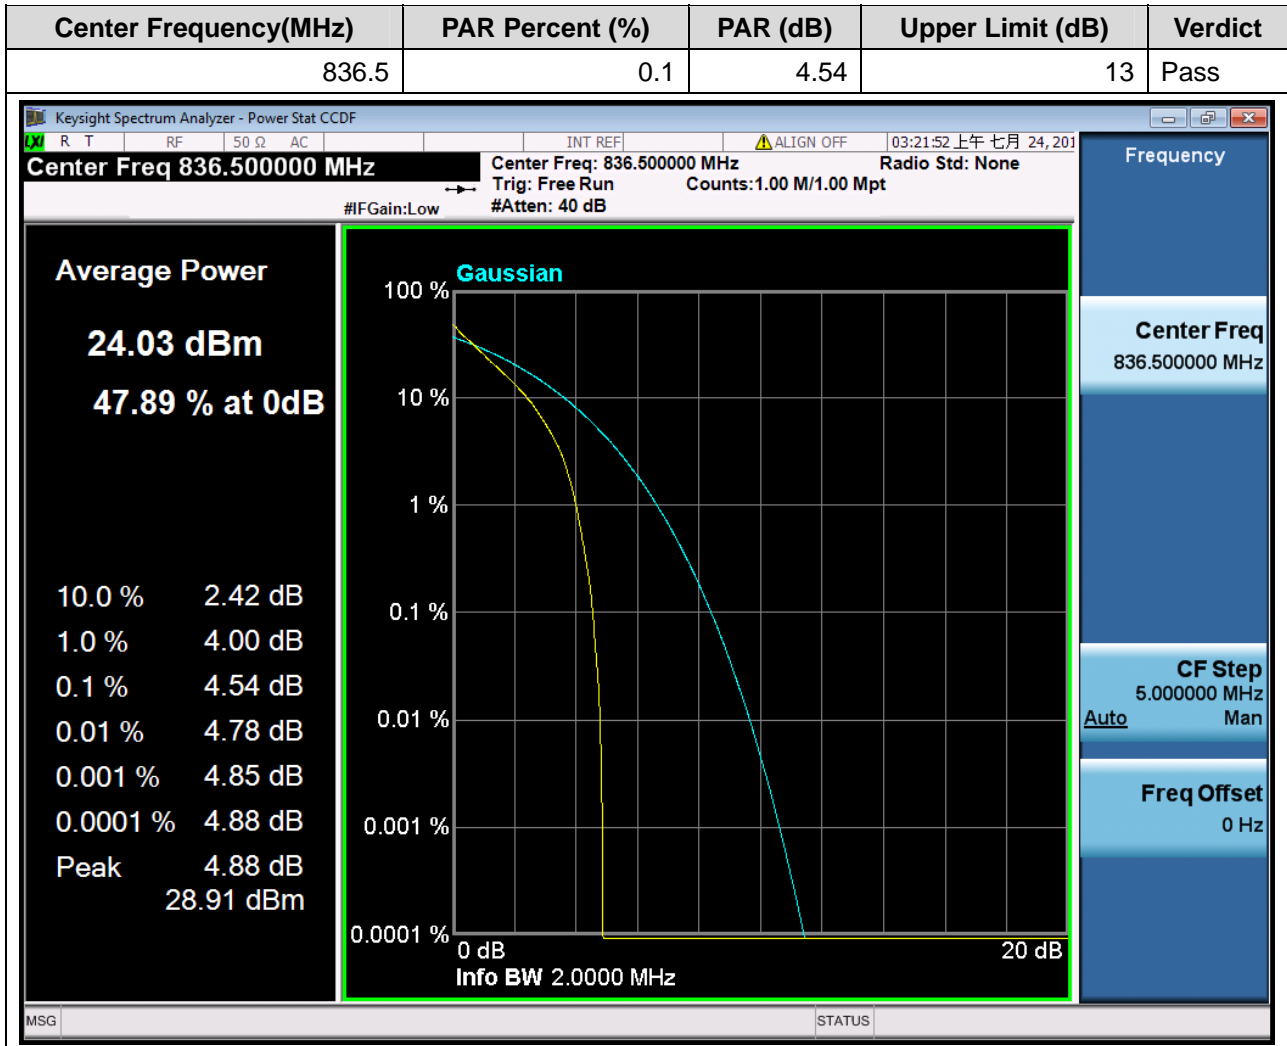 Center Frequency(MHz) PAR Percent (%) PAR (dB) Upper Limit (dB) Verdict
836.5 0.1 4.54 13 Pass
Keysight Spectrum Analyzer - Power Stat CCDF
LXI R T RF 50 Ω AC INT REF ALIGN OFF 03:21:52 上午 七月 24, 201
Center Freq 836.500000 MHz
Center Freq: 836.500000 MHz Radio Std: None
Trig: Free Run Counts:1.00 M/1.00 Mpt
#IFGain:Low #Atten: 40 dB
Frequency
Average Power
24.03 dBm
47.89 % at 0dB
10.0 % 2.42 dB
1.0 % 4.00 dB
0.1 % 4.54 dB
0.01 % 4.78 dB
0.001 % 4.85 dB
0.0001 % 4.88 dB
Peak 4.88 dB
28.91 dBm
Gaussian
100 %
10 %
1 %
0.1 %
0.01 %
0.001 %
0.0001 %
0 dB 20 dB
Info BW 2.0000 MHz
Center Freq
836.500000 MHz
CF Step
5.000000 MHz
Auto Man
Freq Offset
0 Hz
MSG STATUS